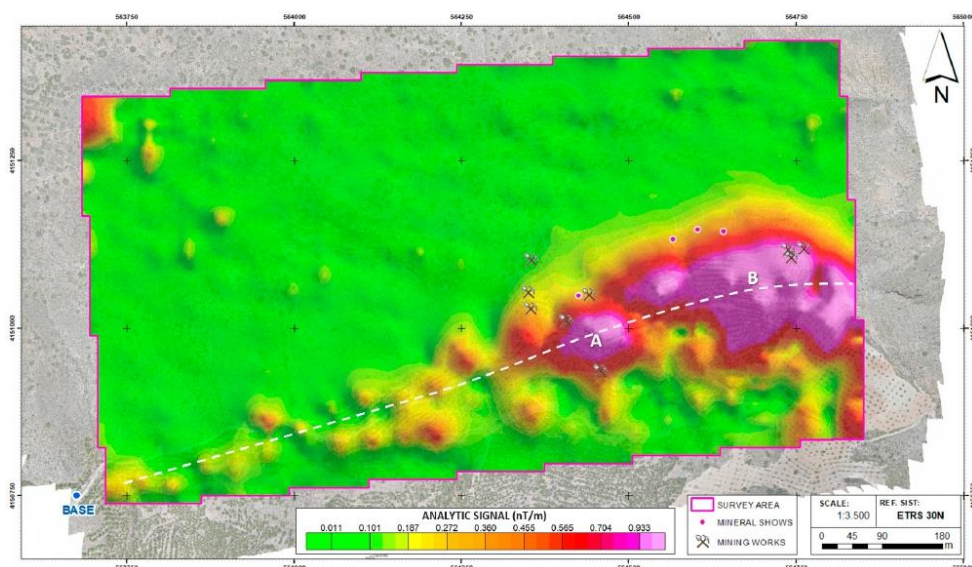 563750 564000 564250 564500 564750 565000
N
4151250
B
4151000
A
4150750
BASE
ANALYTIC SIGNAL (nT/m)
0.011 0.101 0.187 0.272 0.360 0.455 0.565 0.704 0.933
SURVEY AREA
MINERAL SHOWS
MINING WORKS
SCALE:
1:3.500
REF. SIST:
ETRS 30N
0 45 90 180
m